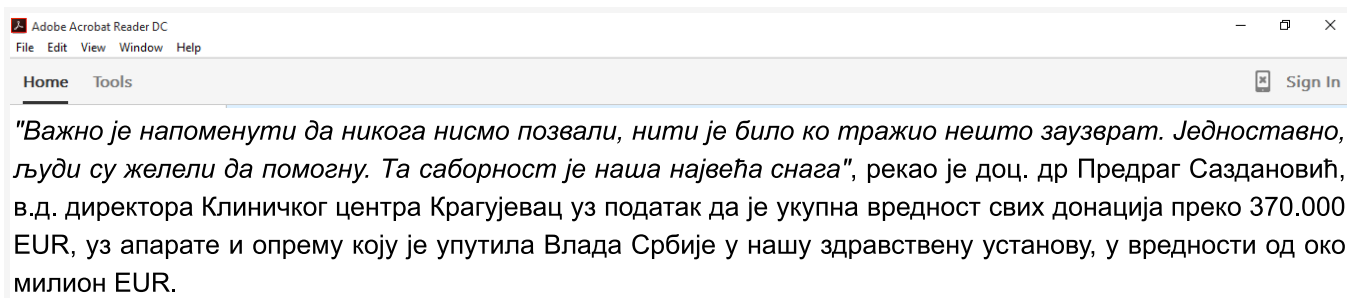 Adobe Acrobat Reader DC
File Edit View Window Help
Home Tools Sign In
"Важно је напоменути да никога нисмо позвали, нити је било ко тражио нешто заузврат. Једноставно,
људи су желели да помогну. Та саборност је наша највећа снага", рекао је доц. др Предраг Саздановић,
в.д. директора Клиничког центра Крагујевац уз податак да је укупна вредност свих донација преко 370.000
EUR, уз апарате и опрему коју је упутила Влада Србије у нашу здравствену установу, у вредности од око
милион EUR.